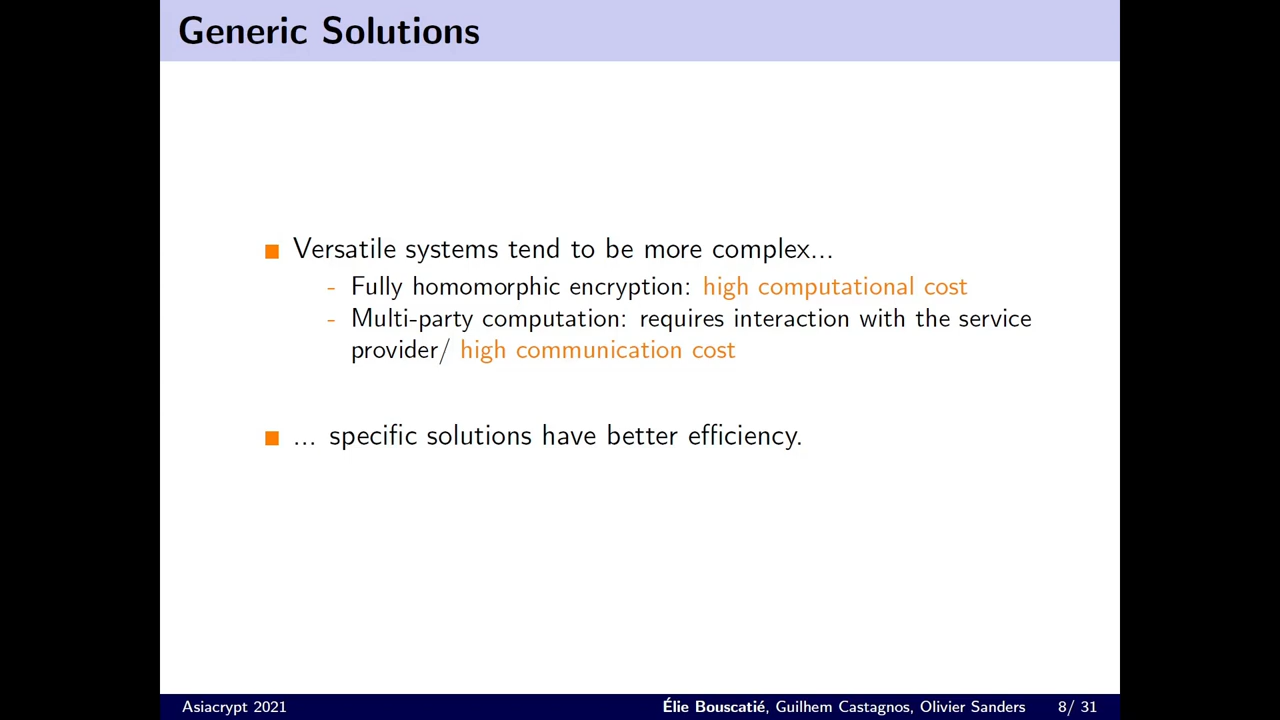 Generic Solutions
Versatile systems tend to be more complex...
- Fully homomorphic encryption: high computational cost
- Multi-party computation: requires interaction with the service
provider/ high communication cost
... specific solutions have better efficiency.
Asiacrypt 2021 Élie Bouscatié, Guilhem Castagnos, Olivier Sanders 8/ 31